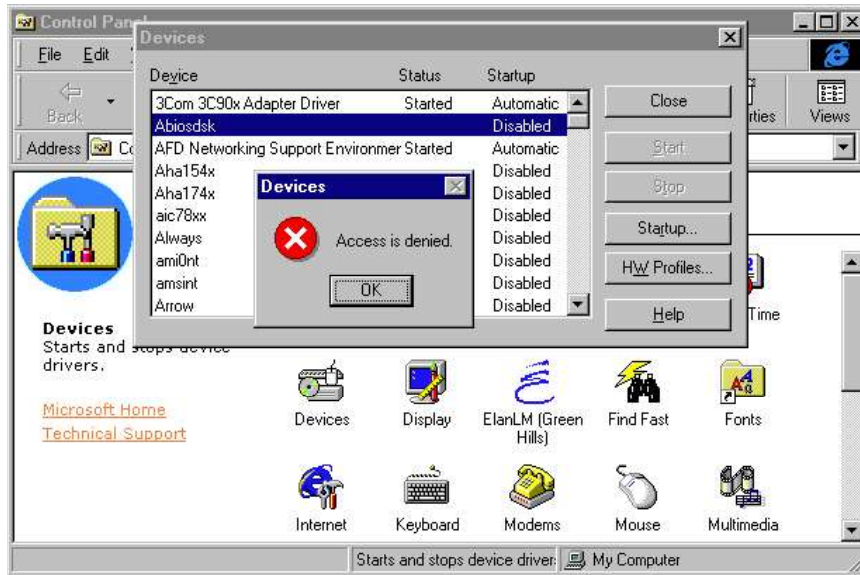 Control Pan
Devices
File Edit
Device Status Startup
3Com 3C90x Adapter Driver Started Automatic
Abiosdsk Disabled
AFD Networking Support Environmer Started Automatic
Aha154x Disabled
Aha174x Disabled
aic78xx Disabled
Always Disabled
ami0nt Disabled
amsint Disabled
Arrow Disabled
Close
Start
Stop
Startup...
HW Profiles...
Help
Back
Views
Address
Devices
Access is denied.
OK
Time
Devices
Starts and stops device
drivers.
Microsoft Home
Technical Support
Devices Display ElanLM (Green Find Fast Fonts
Hills)
Internet Keyboard Modems Mouse Multimedia
Starts and stops device driver: My Computer